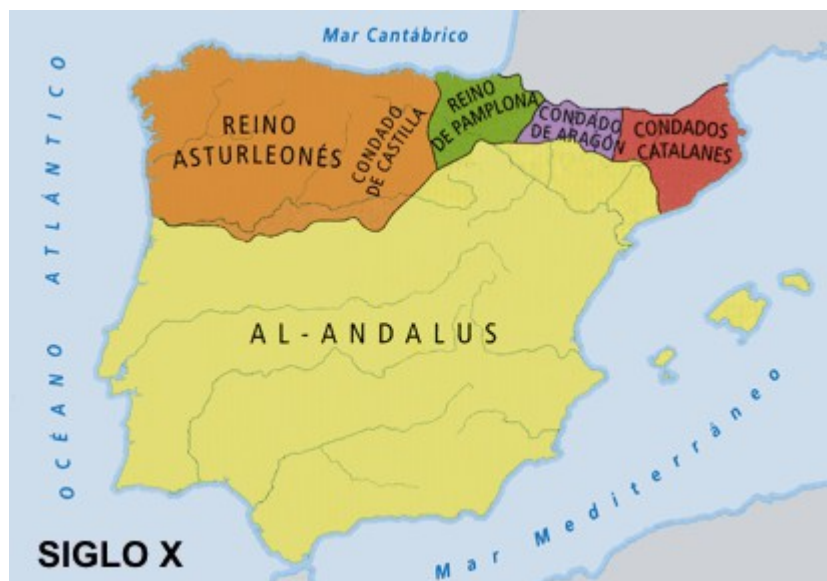 Mar Cantábrico
OCÉANO ATLÁNTICO
REINO
ASTURLEONÉS
CONDADO
DE CASTILLA
REINO
DE PAMPLONA
CONDADO
DE ARAGÓN
CONDADOS
CATALANES
AL-ANDALUS
Mar Mediterráneo
SIGLO X